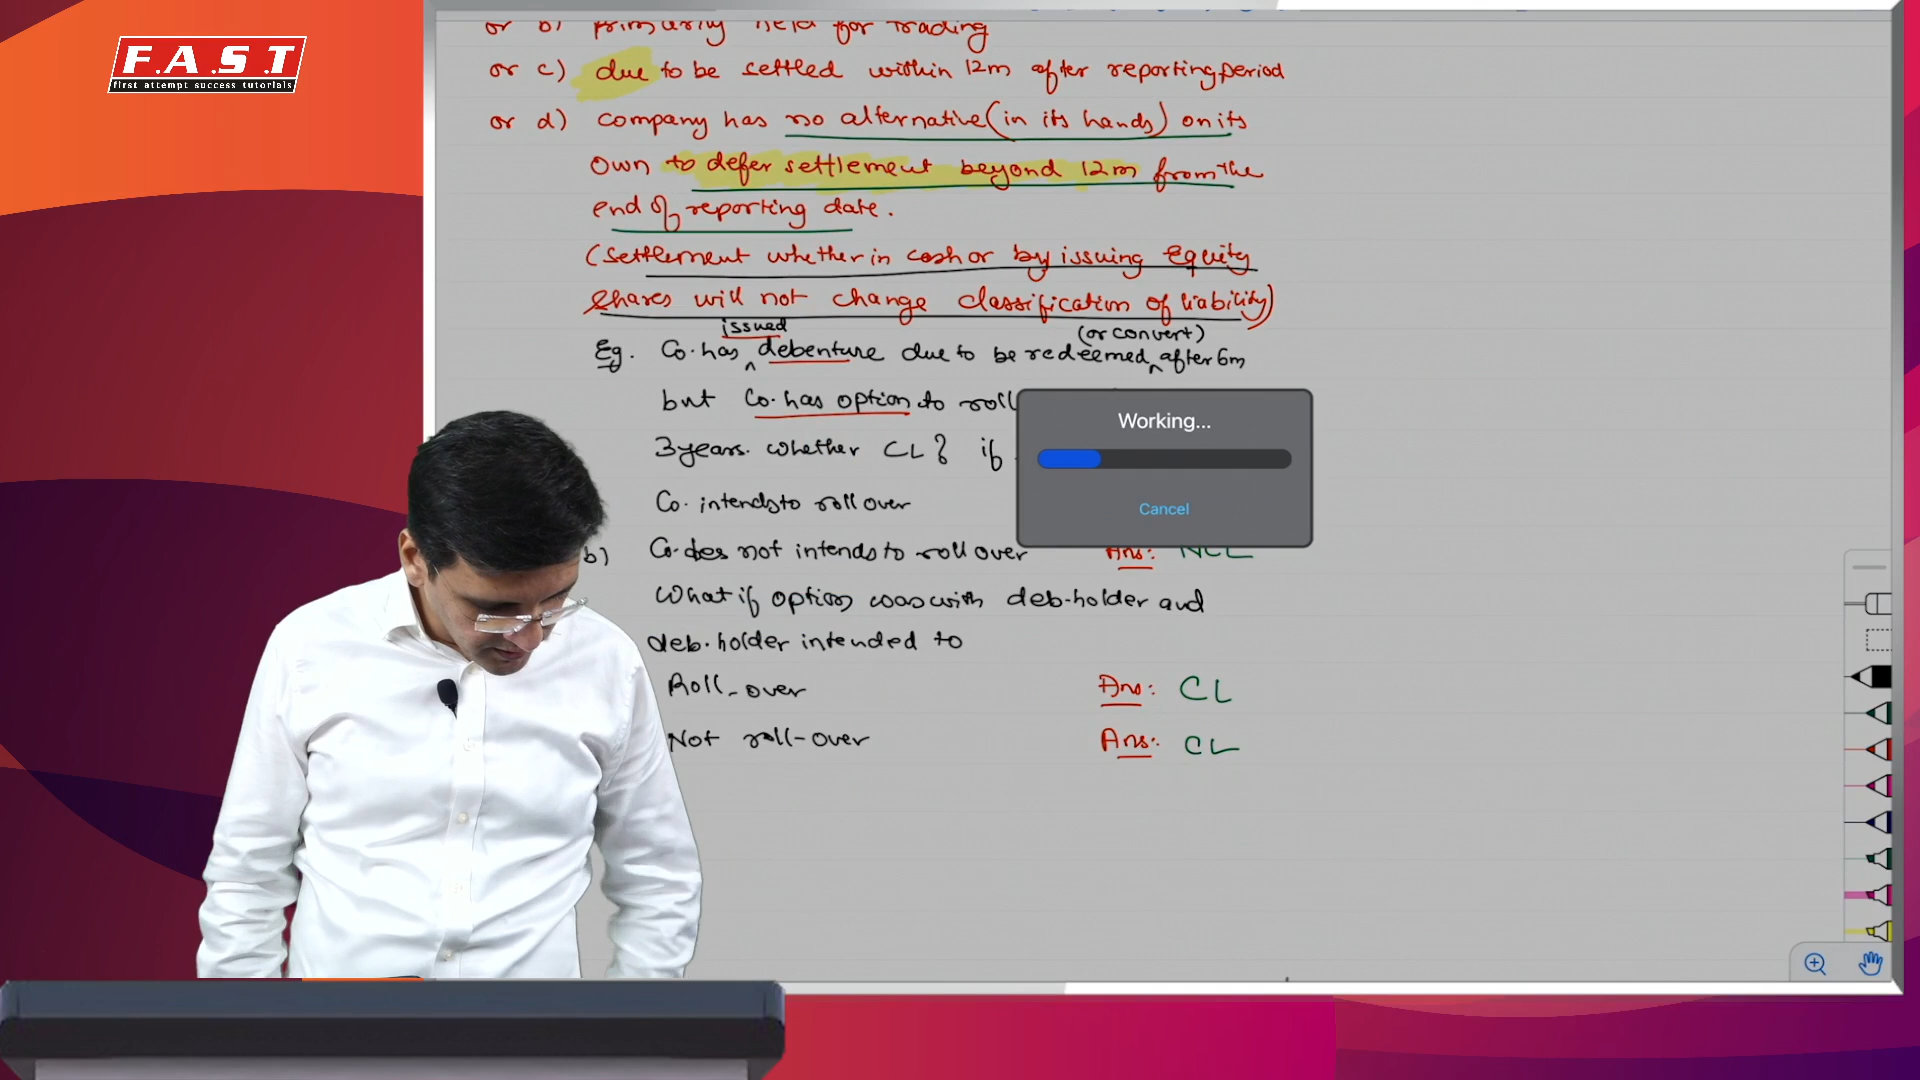 F.A.S.T
first attempt success tutorials
or b) primarily held for trading
or c) due to be settled within 12m after reporting period
or d) company has no alternative (in its hands) on its
own to defer settlement beyond 12m from the
end of reporting date.
(settlement whether in cash or by issuing equity
shares will not change classification of liability)
issued (or convert)
Eg. Co. has ^ debenture due to be redeemed ^ after 6m
but Co. has option to roll
3 years. Whether CL? if
Co. intends to roll over
b) Co. does not intends to roll over Ans: NCL
What if option was with deb.holder and
deb.holder intended to
Roll-over Ans: CL
Not roll-over Ans: CL
Working...
Cancel